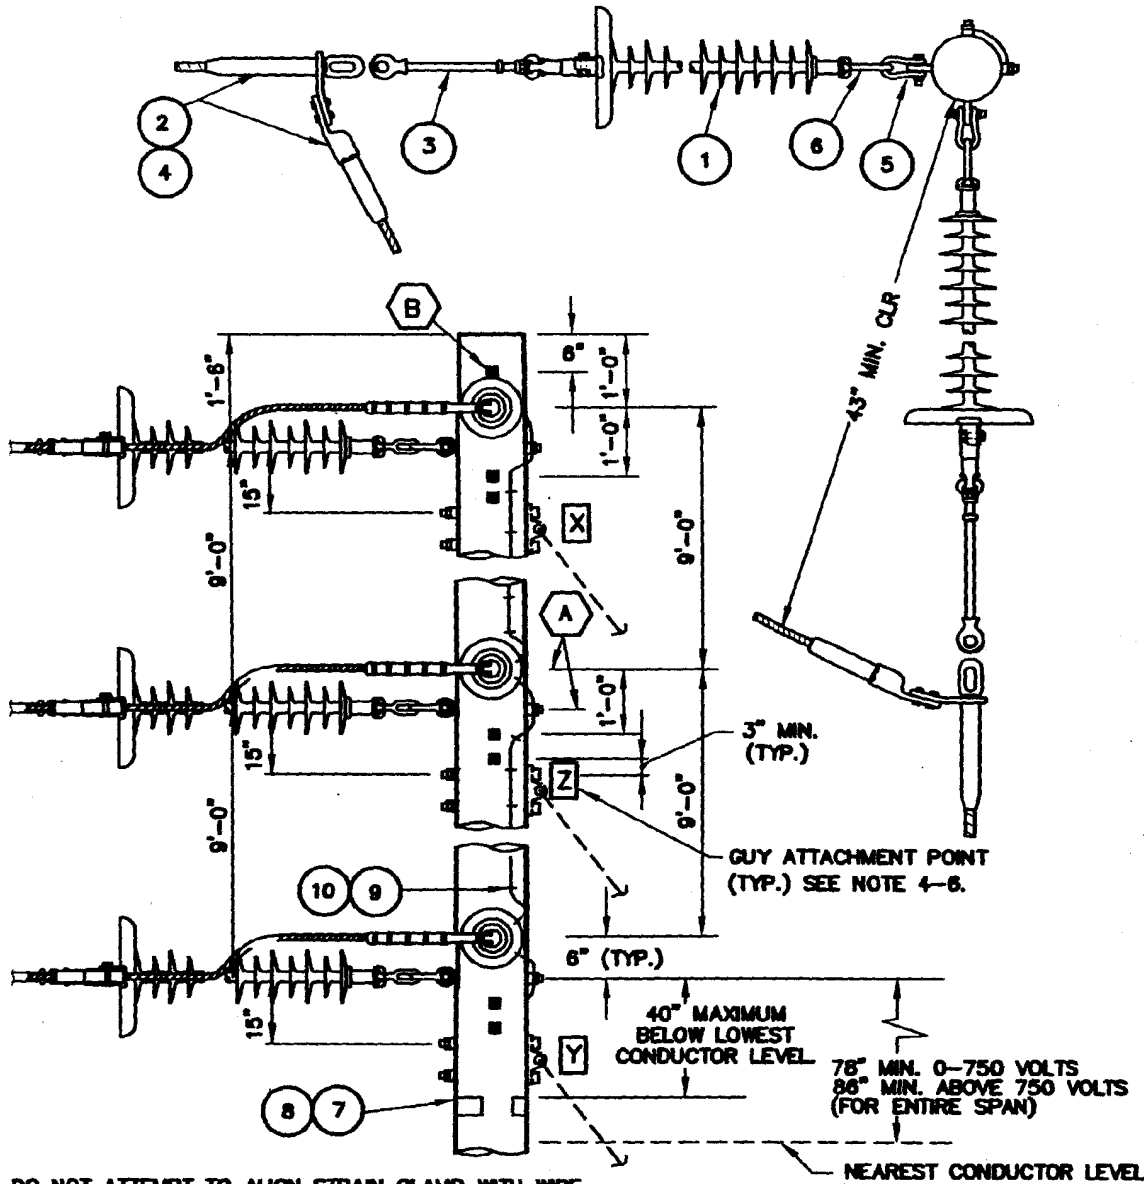 2
4
3
1
6
5
43" MIN. CLR
B
6"
1'-0"
1'-6"
1'-0"
15"
X
9'-0"
9'-0"
A
1'-0"
3" MIN.
(TYP.)
15"
Z
9'-0"
9'-0"
GUY ATTACHMENT POINT
(TYP.) SEE NOTE 4-6.
10
9
6" (TYP.)
15"
40" MAXIMUM
BELOW LOWEST
CONDUCTOR LEVEL
Y
78" MIN. 0-750 VOLTS
86" MIN. ABOVE 750 VOLTS
(FOR ENTIRE SPAN)
8
7
NEAREST CONDUCTOR LEVEL
DO NOT ATTEMPT TO ALIGN STRAIN CLAMP WITH WIRE